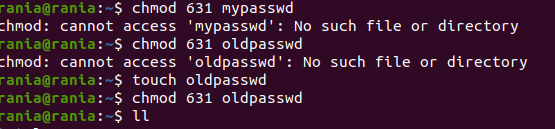 rania@rania:~$ chmod 631 mypasswd
chmod: cannot access 'mypasswd': No such file or directory
rania@rania:~$ chmod 631 oldpasswd
chmod: cannot access 'oldpasswd': No such file or directory
rania@rania:~$ touch oldpasswd
rania@rania:~$ chmod 631 oldpasswd
rania@rania:~$ ll